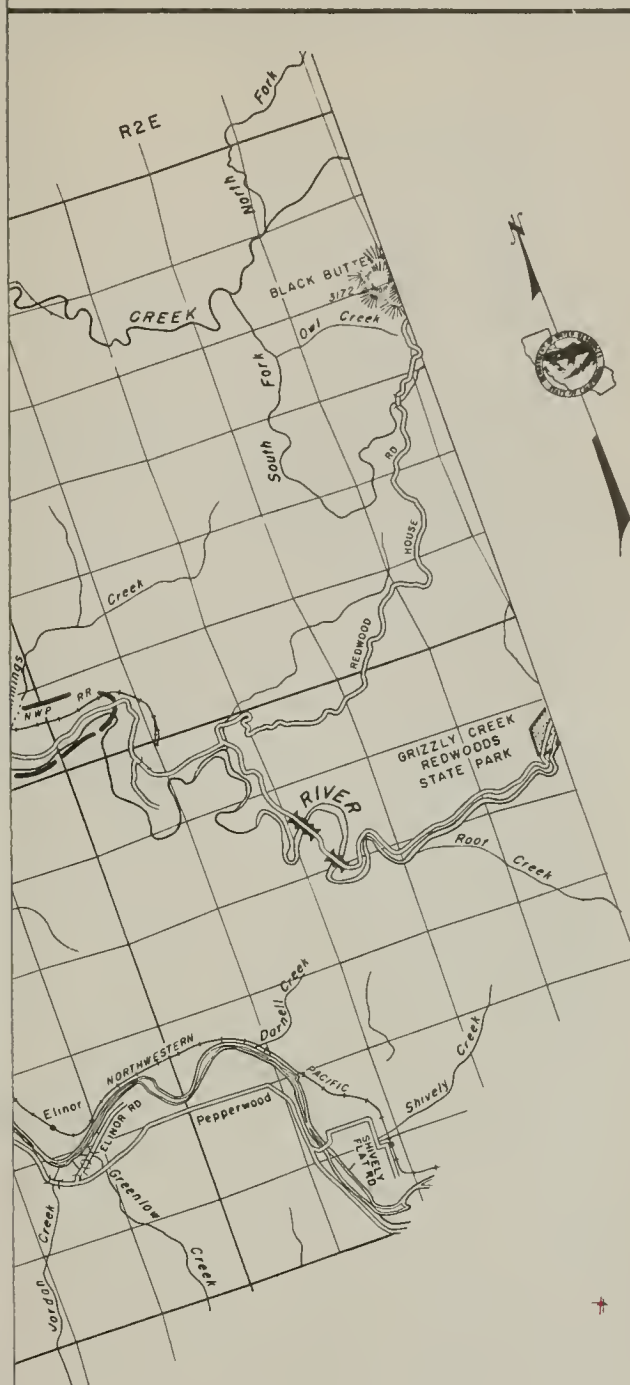 R2E
North Fork
CREEK
BLACK BUTTE
3172
Owl Creek
South Fork
N
REDWOOD HOUSE RD
Creek
NWP RR
RIVER
GRIZZLY CREEK
REDWOODS
STATE PARK
Root Creek
Darnell Creek
NORTHWESTERN PACIFIC
Elinor
ELINOR RD
Pepperwood
Shively Creek
SHIVELY
FLAT RD
Greenlow Creek
Jordan Creek